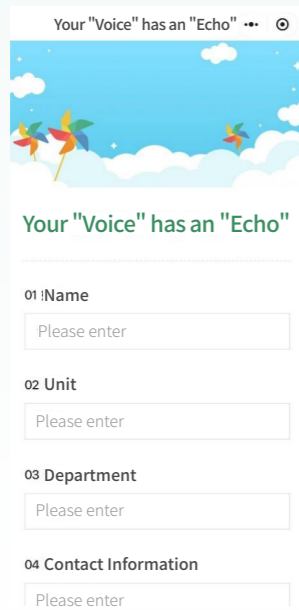 Your "Voice" has an "Echo"
Your "Voice" has an "Echo"
01 Name
Please enter
02 Unit
Please enter
03 Department
Please enter
04 Contact Information
Please enter